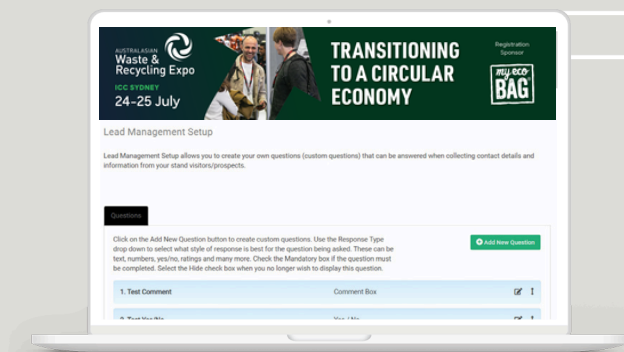 AUSTRALASIAN
Waste &
Recycling Expo
ICC SYDNEY
24-25 July
TRANSITIONING
TO A CIRCULAR
ECONOMY
Registration
Sponsor
my eco
BAG
Lead Management Setup
Lead Management Setup allows you to create your own questions (custom questions) that can be answered when collecting contact details and
information from your stand visitors/prospects.
Questions
Click on the Add New Question button to create custom questions. Use the Response Type
drop down to select what style of response is best for the question being asked. These can be
text, numbers, yes/no, ratings and many more. Check the Mandatory box if the question must
be completed. Select the Hide check box when you no longer wish to display this question.
Add New Question
1. Test Comment Comment Box
2. Test Yes/No Yes / No